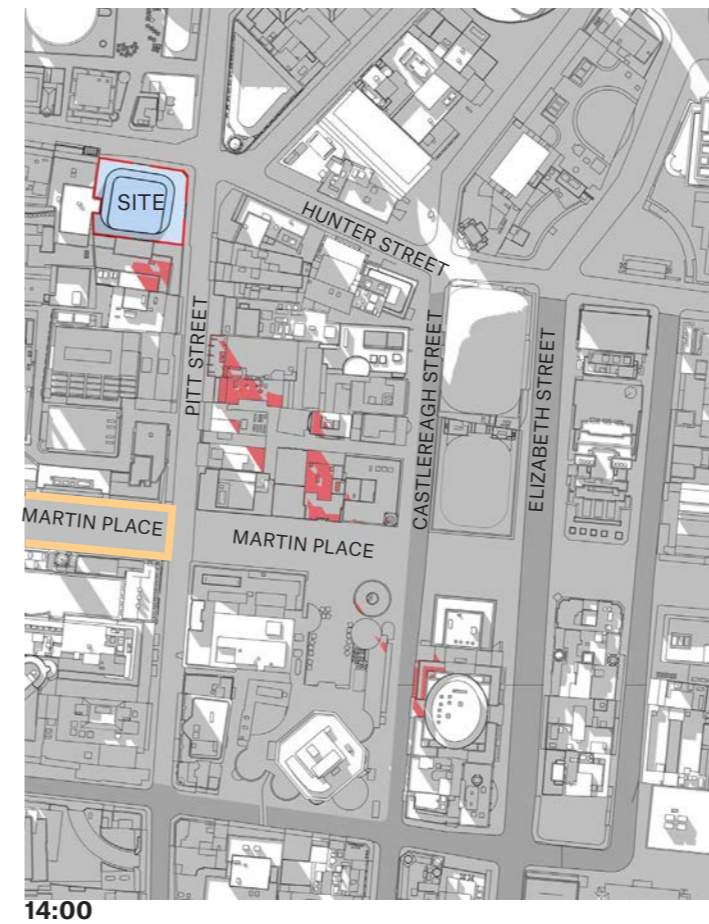 SITE
HUNTER STREET
PITT STREET
CASTLEREAGH STREET
ELIZABETH STREET
MARTIN PLACE
MARTIN PLACE
14:00